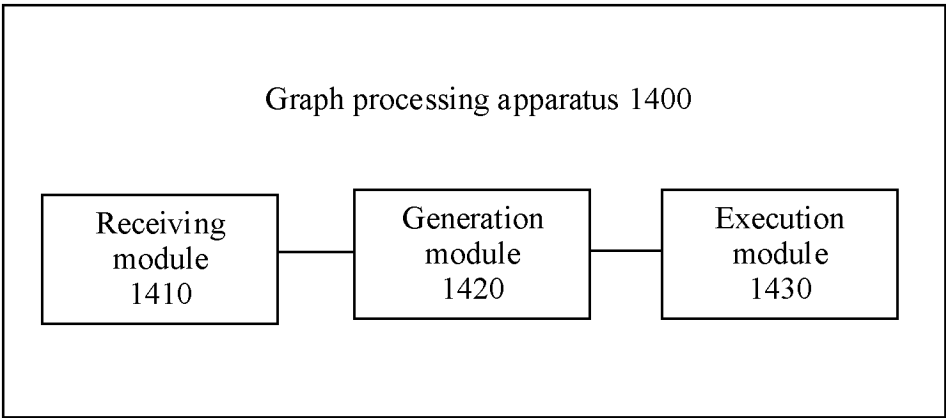 Graph processing apparatus 1400
Receiving
module
1410
Generation
module
1420
Execution
module
1430